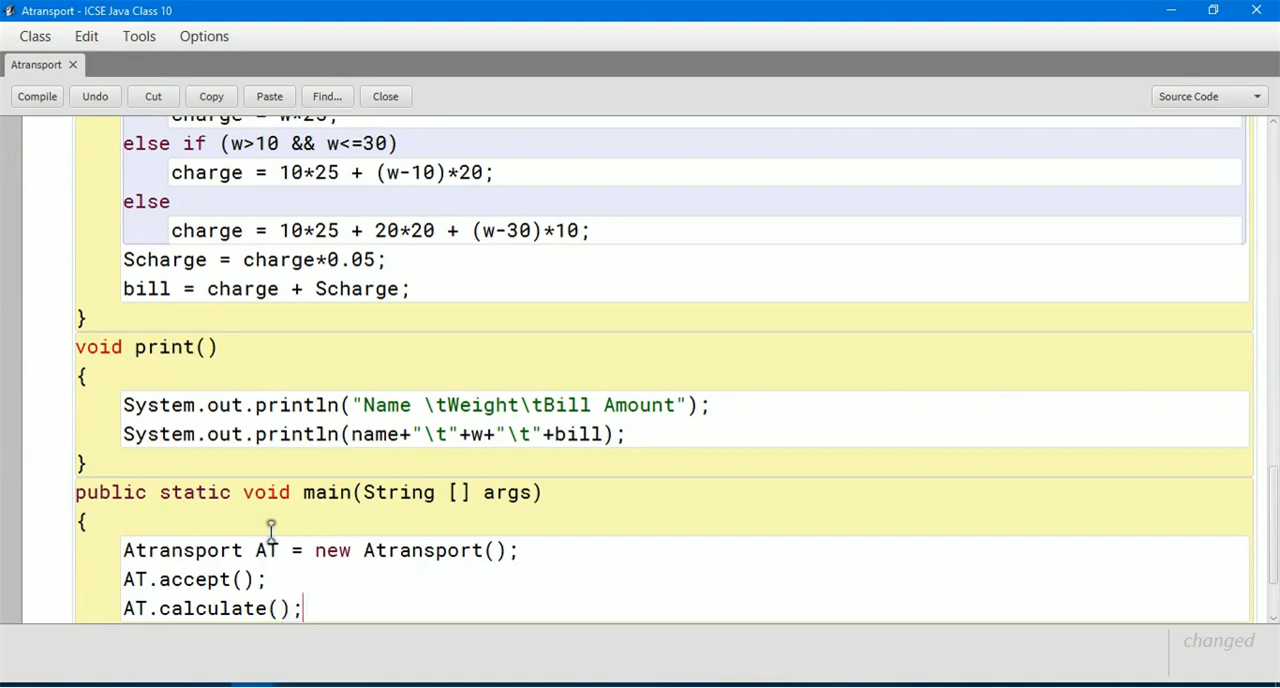 Atransport - ICSE Java Class 10
Class Edit Tools Options
Atransport
Compile Undo Cut Copy Paste Find... Close Source Code
charge = w*25;
else if (w>10 && w<=30)
charge = 10*25 + (w-10)*20;
else
charge = 10*25 + 20*20 + (w-30)*10;
Scharge = charge*0.05;
bill = charge + Scharge;
}
void print()
{
System.out.println("Name \tWeight\tBill Amount");
System.out.println(name+"\t"+w+"\t"+bill);
}
public static void main(String [] args)
{
Atransport AT = new Atransport();
AT.accept();
AT.calculate();
changed